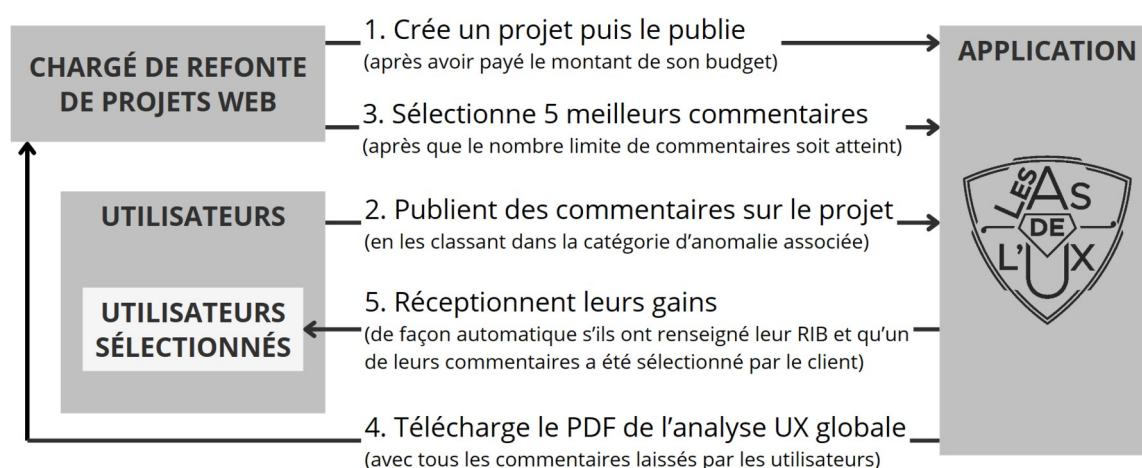 CHARGÉ DE REFONTE
DE PROJETS WEB
1. Crée un projet puis le publie
(après avoir payé le montant de son budget)
APPLICATION
3. Sélectionne 5 meilleurs commentaires
(après que le nombre limite de commentaires soit atteint)
UTILISATEURS
2. Publient des commentaires sur le projet
(en les classant dans la catégorie d’anomalie associée)
LES AS
DE
L’UX
UTILISATEURS
SÉLECTIONNÉS
5. Réceptionnent leurs gains
(de façon automatique s’ils ont renseigné leur RIB et qu’un
de leurs commentaires a été sélectionné par le client)
4. Télécharge le PDF de l’analyse UX globale
(avec tous les commentaires laissés par les utilisateurs)